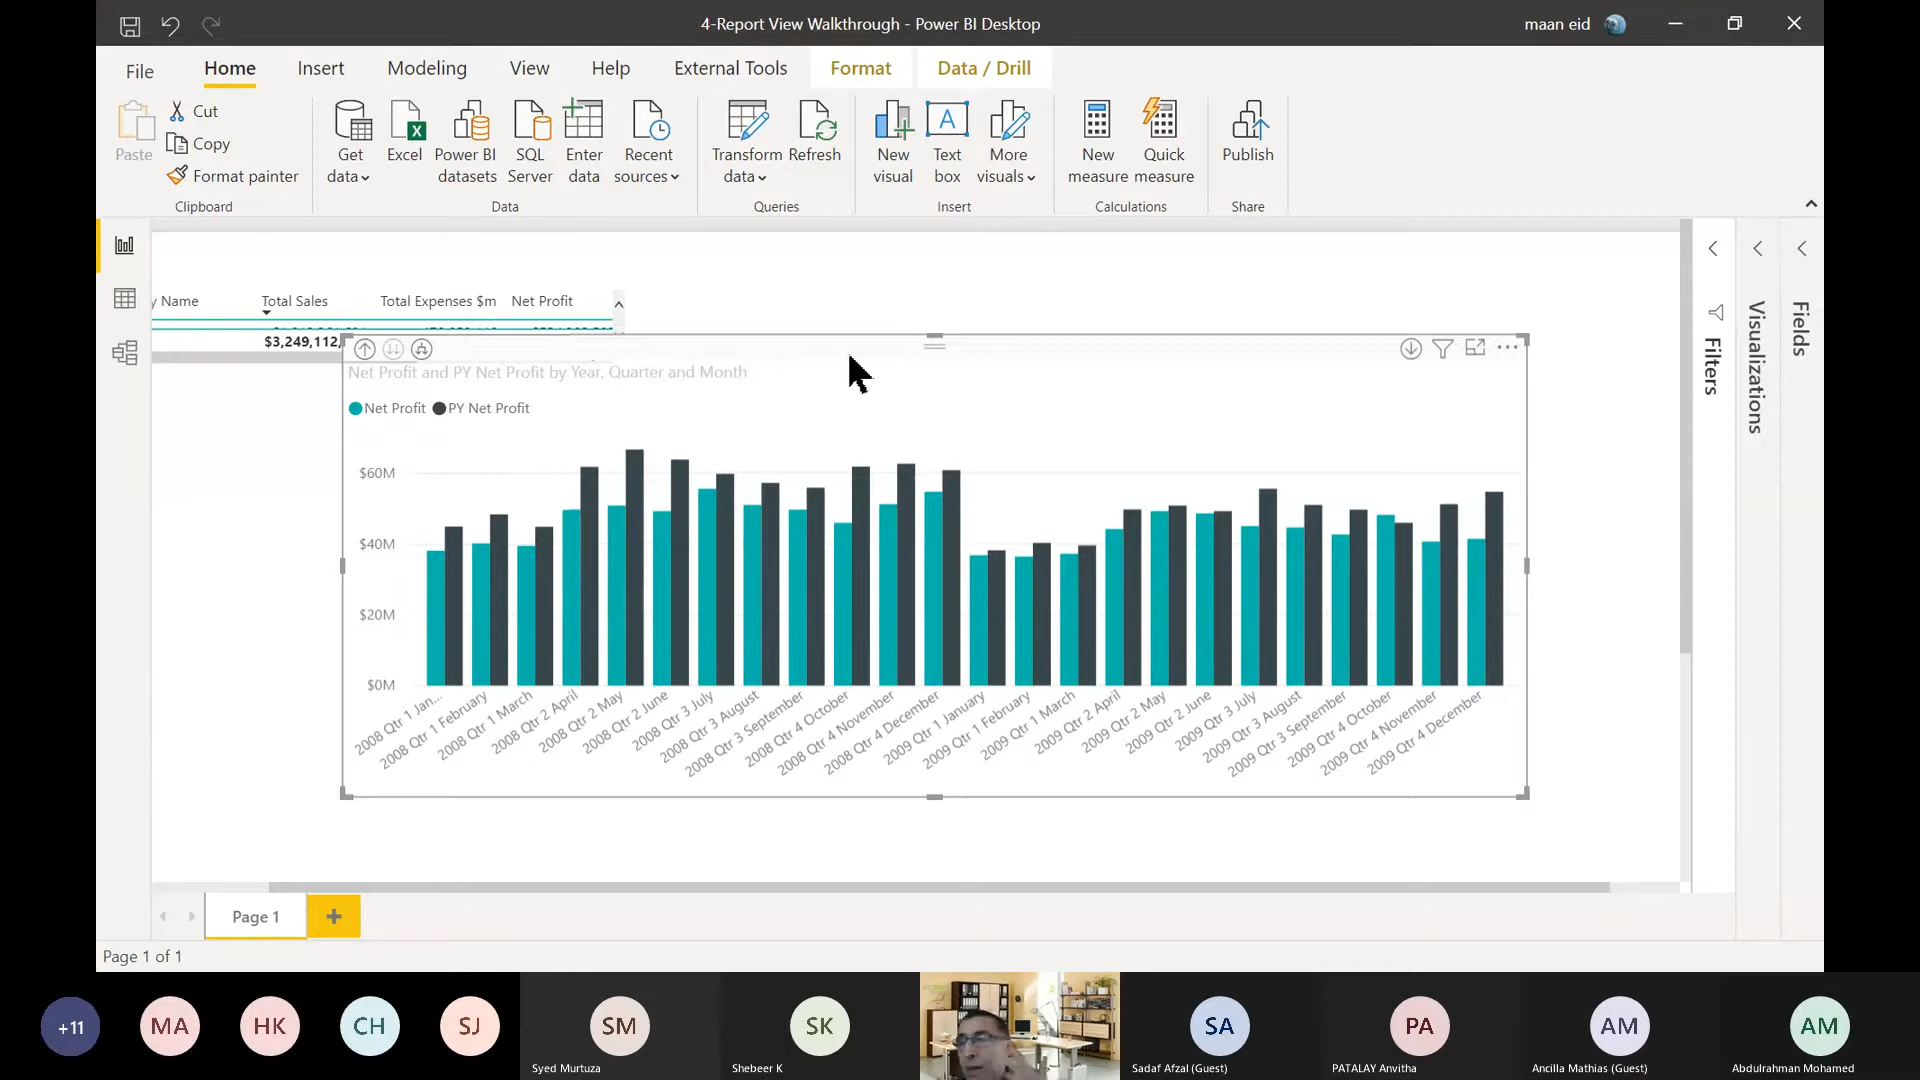 4-Report View Walkthrough - Power BI Desktop
maan eid
File
Home
Insert
Modeling
View
Help
External Tools
Format
Data / Drill
Paste
Cut
Copy
Format painter
Clipboard
Get
data
Excel
Power BI
datasets
SQL
Server
Enter
data
Recent
sources
Data
Transform
data
Refresh
Queries
New
visual
Text
box
More
visuals
Insert
New
measure
Quick
measure
Calculations
Publish
Share
y Name
Total Sales
Total Expenses $m
Net Profit
$3,249,112,
Net Profit and PY Net Profit by Year, Quarter and Month
Net Profit
PY Net Profit
$60M
$40M
$20M
$0M
2008 Qtr 1 Jan...
2008 Qtr 1 February
2008 Qtr 1 March
2008 Qtr 2 April
2008 Qtr 2 May
2008 Qtr 2 June
2008 Qtr 3 July
2008 Qtr 3 August
2008 Qtr 3 September
2008 Qtr 4 October
2008 Qtr 4 November
2008 Qtr 4 December
2009 Qtr 1 January
2009 Qtr 1 February
2009 Qtr 1 March
2009 Qtr 2 April
2009 Qtr 2 May
2009 Qtr 2 June
2009 Qtr 3 July
2009 Qtr 3 August
2009 Qtr 3 September
2009 Qtr 4 October
2009 Qtr 4 November
2009 Qtr 4 December
Filters
Visualizations
Fields
Page 1
Page 1 of 1
+11
MA
HK
CH
SJ
SM
Syed Murtuza
SK
Shebeer K
SA
Sadaf Afzal (Guest)
PA
PATALAY Anvitha
AM
Ancilla Mathias (Guest)
AM
Abdulrahman Mohamed